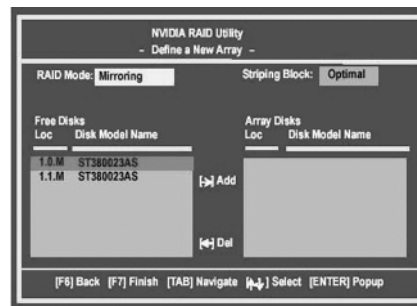 NVIDIA RAID Utility
- Define a New Array -
RAID Mode: Mirroring
Striping Block: Optimal
Free Disks
Loc Disk Model Name
1.0.M ST380023AS
1.1.M ST380023AS
Array Disks
Loc Disk Model Name
[→] Add
[←] Del
[F6] Back [F7] Finish [TAB] Navigate [↑↓] Select [ENTER] Popup